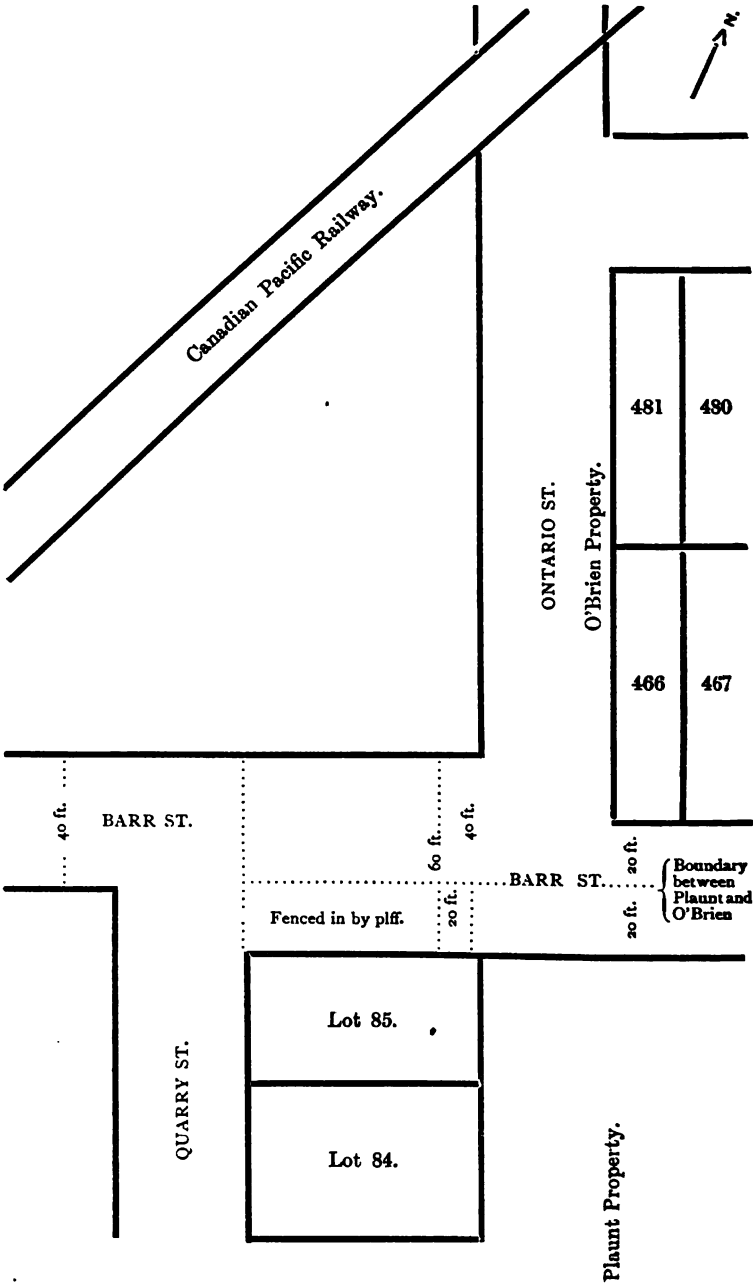 N.
Canadian Pacific Railway.
481
480
ONTARIO ST.
O'Brien Property.
466
467
40 ft.
BARR ST.
60 ft.
40 ft.
20 ft.
BARR ST.
Boundary
between
Plaunt and
O'Brien
Fenced in by plff.
20 ft.
20 ft.
Lot 85.
QUARRY ST.
Lot 84.
Plaunt Property.